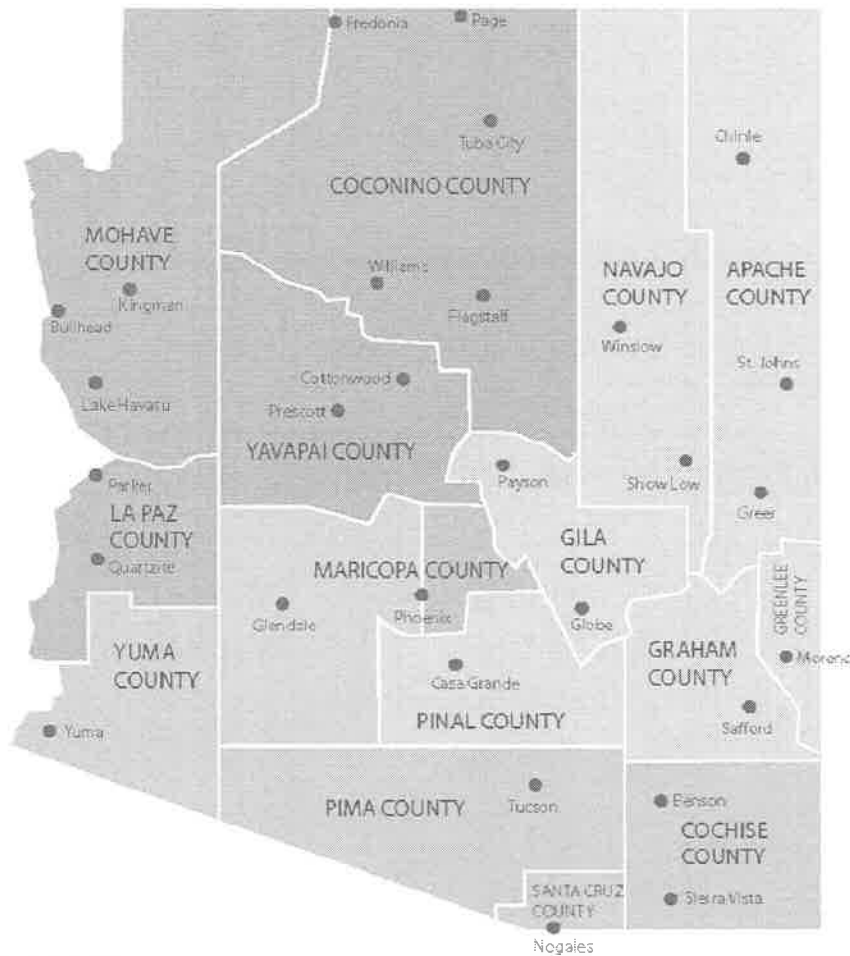 Fredonia
Page
Tuba City
Chinle
COCONINO COUNTY
MOHAVE
COUNTY
Williams
NAVAJO
COUNTY
APACHE
COUNTY
Kingman
Bullhead
Flagstaff
Winslow
St. Johns
Cottonwood
Lake Havasu
Prescott
YAVAPAI COUNTY
Parker
Payson
Show Low
Greer
LA PAZ
COUNTY
Quartzite
GILA
COUNTY
MARICOPA COUNTY
GREENLEE
COUNTY
Glendale
Phoenix
Globe
YUMA
COUNTY
GRAHAM
COUNTY
Morenc
Casa Grande
PINAL COUNTY
Safford
Yuma
PIMA COUNTY
Tucson
Benson
COCHISE
COUNTY
SANTA CRUZ
COUNTY
Sierra Vista
Nogales